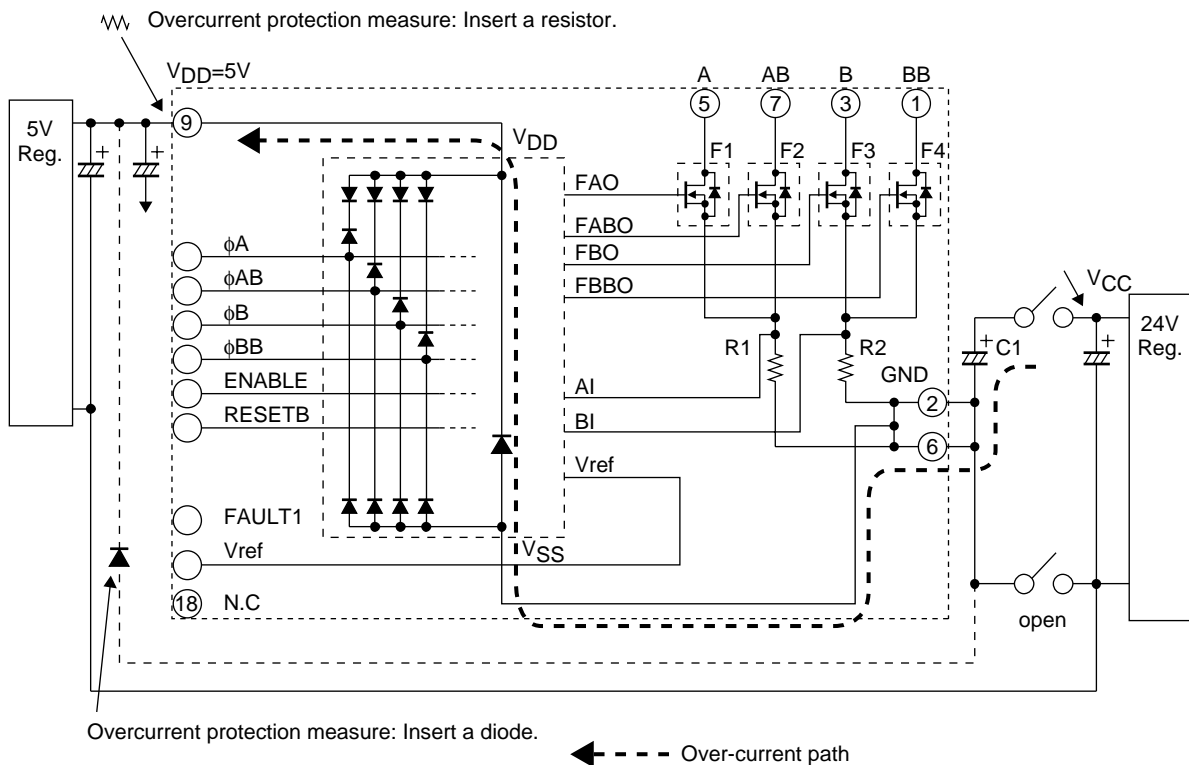 Overcurrent protection measure: Insert a resistor.
VDD=5V
A AB B BB
5 7 3 1
5V
Reg.
+ +
9
VDD
F1 F2 F3 F4
FAO
FABO
FBO
FBBO
ϕA
ϕAB
ϕB
ϕBB
ENABLE
RESETB
VCC
24V
Reg.
+ C1 +
R1 R2
GND
2
AI
BI
6
Vref
FAULT1
VSS
Vref
18 N.C
open
Overcurrent protection measure: Insert a diode.
Over-current path